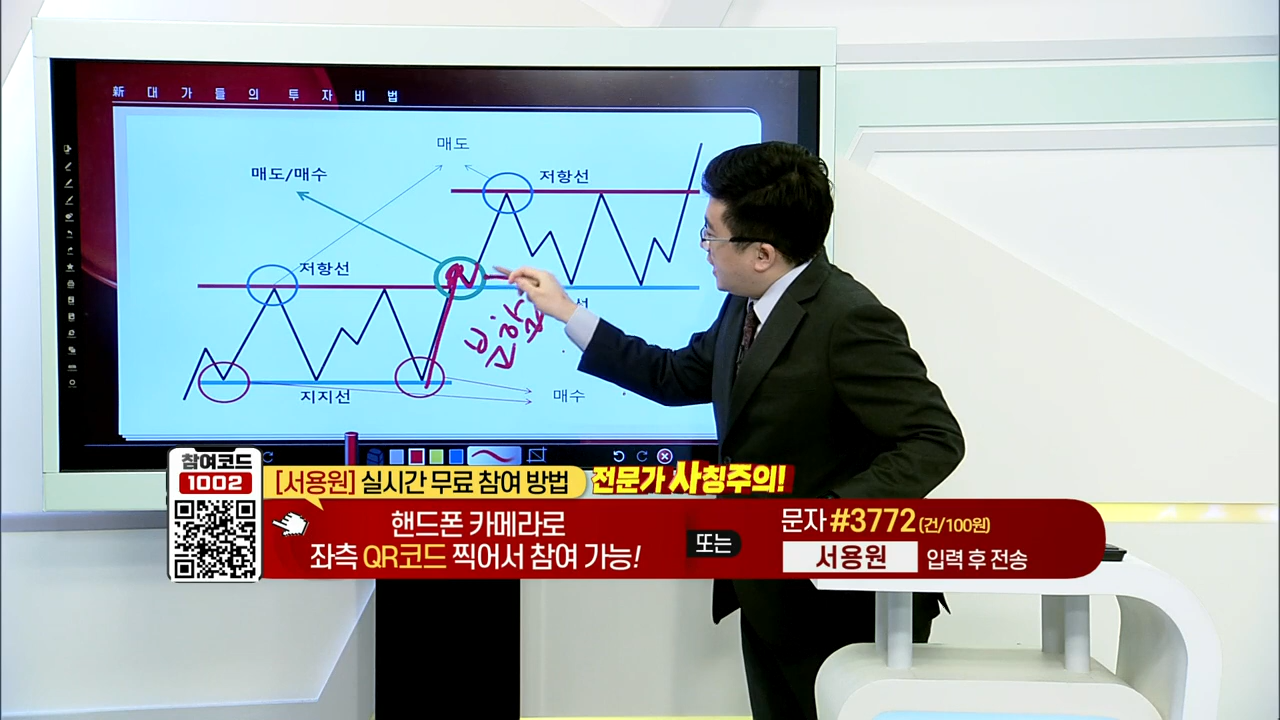 新 대 가 들 의 투 자 비 법
매도
매도/매수
저항선
저항선
선
지지선
매수
참여코드
1002
[서용원] 실시간 무료 참여 방법
전문가 사칭주의!
핸드폰 카메라로
좌측 QR코드 찍어서 참여 가능!
또는
문자 #3772 (건/100원)
서용원 입력 후 전송